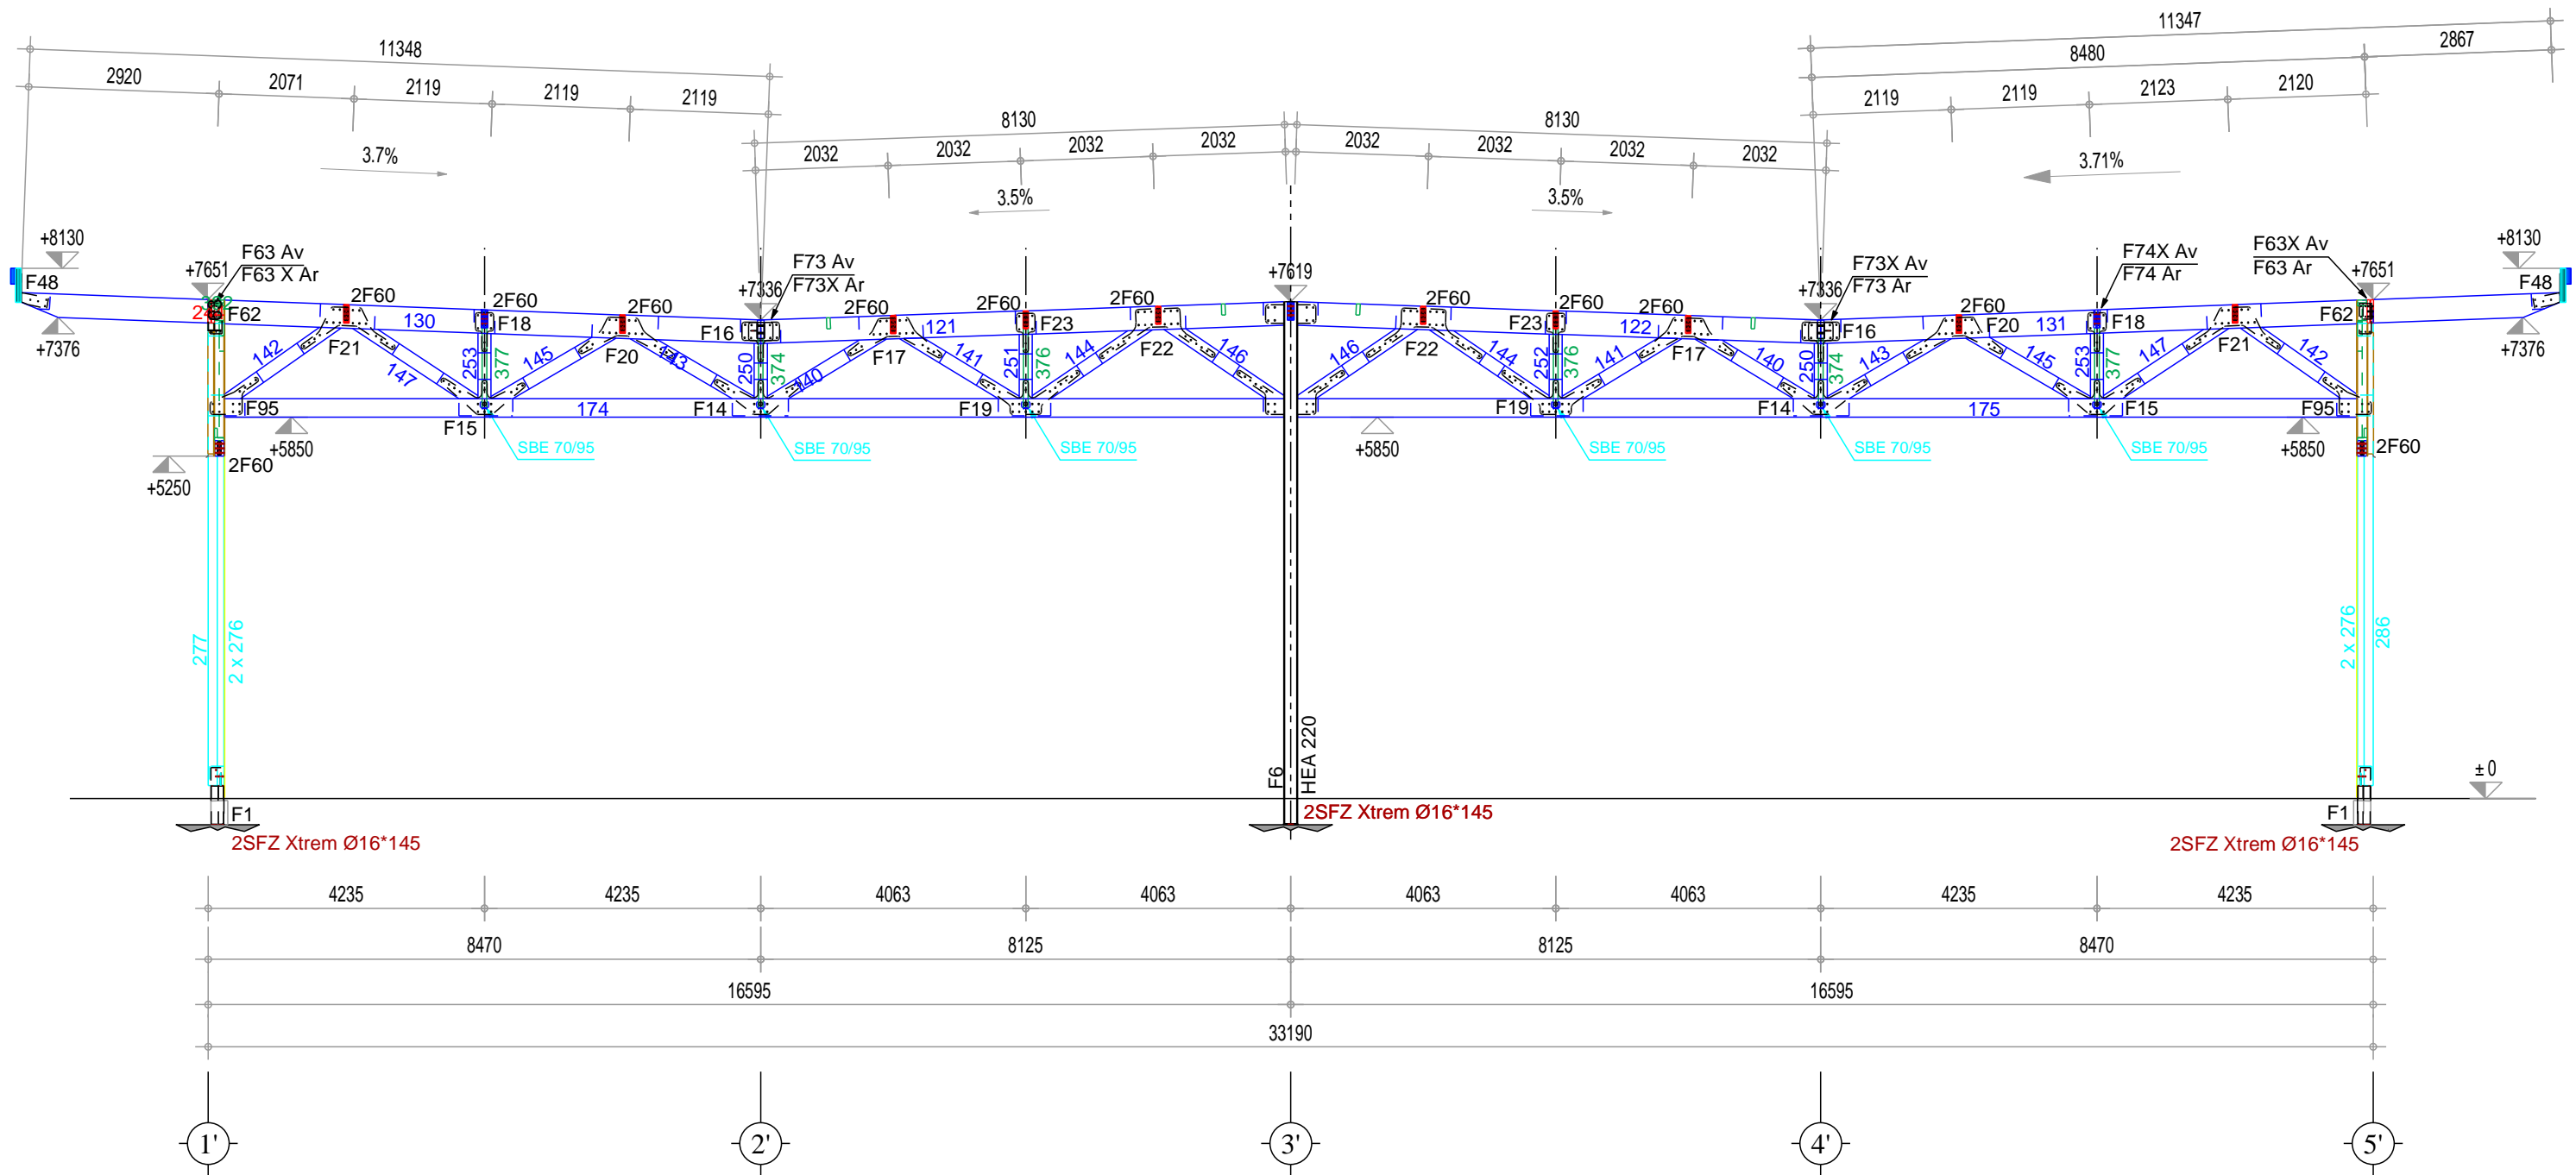 11348
11347
2920
2071
2119
2119
2119
8480
2867
2119
2119
2123
2120
8130
8130
2032
2032
2032
2032
2032
2032
2032
2032
3.7%
3.5%
3.5%
3.71%
+8130
F48
+7376
+7651
F63 Av
F63 X Ar
F62
2F60
F21
130
2F60
F18
2F60
F20
+7336
F73 Av
F73X Ar
F16
2F60
F17
121
2F60
F23
2F60
F22
+7619
2F60
F22
2F60
F23
122
2F60
F17
+7336
F73X Av
F73 Ar
F16
2F60
F20
131
F74X Av
F74 Ar
F18
F21
F63X Av
F63 Ar
+7651
F62
+8130
F48
+7376
142
147
253
377
145
143
250
374
140
141
251
376
144
146
146
144
252
376
141
140
250
374
143
145
253
377
147
142
F95
174
F15
F14
F19
F19
F14
175
F15
F95
+5850
+5850
+5850
SBE 70/95
SBE 70/95
SBE 70/95
SBE 70/95
SBE 70/95
SBE 70/95
+5250
2F60
2F60
277
2 x 276
2 x 276
286
F6
HEA 220
± 0
F1
2SFZ Xtrem Ø16*145
2SFZ Xtrem Ø16*145
F1
2SFZ Xtrem Ø16*145
4235
4235
4063
4063
4063
4063
4235
4235
8470
8125
8125
8470
16595
16595
33190
1'
2'
3'
4'
5'